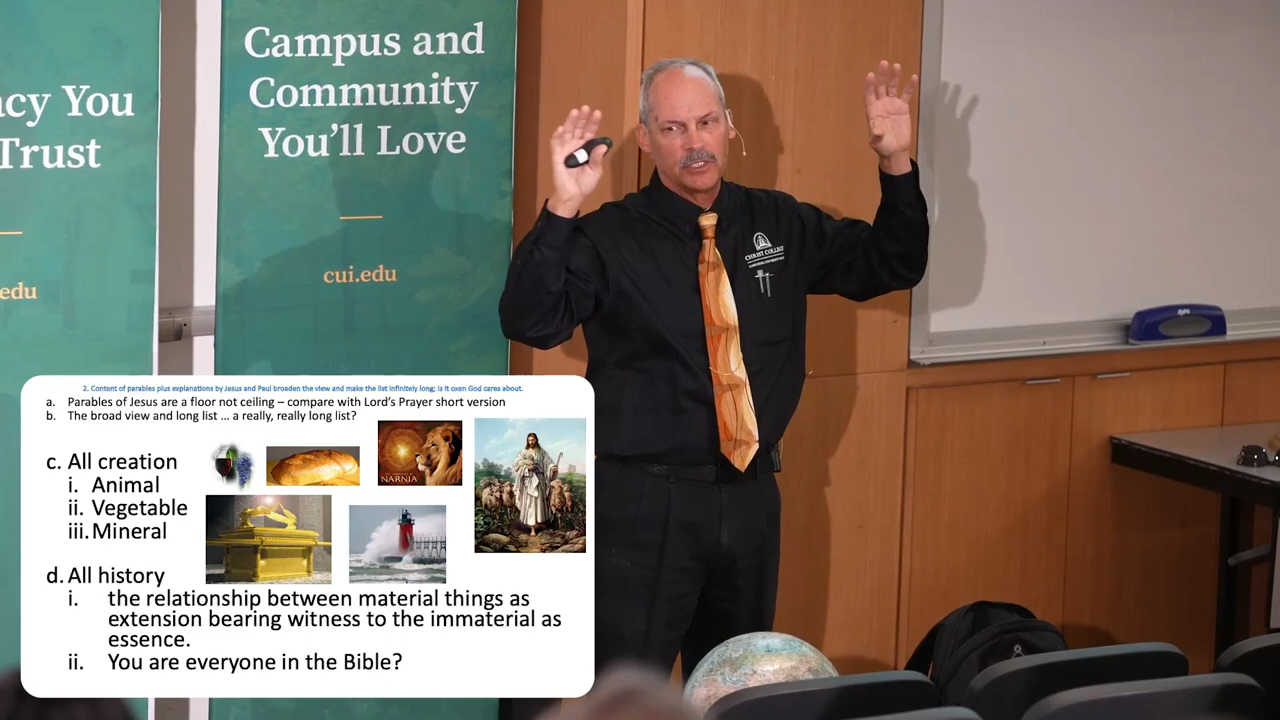 acy You
Trust
edu
Campus and
Community
You'll Love
cui.edu
CHRIST COLLEGE
2. Content of parables plus explanations by Jesus and Paul broaden the view and make the list infinitely long; is it oxen God cares about.
a. Parables of Jesus are a floor not ceiling – compare with Lord's Prayer short version
b. The broad view and long list ... a really, really long list?
c. All creation
i. Animal
ii. Vegetable
iii. Mineral
NARNIA
d. All history
i. the relationship between material things as
extension bearing witness to the immaterial as
essence.
ii. You are everyone in the Bible?